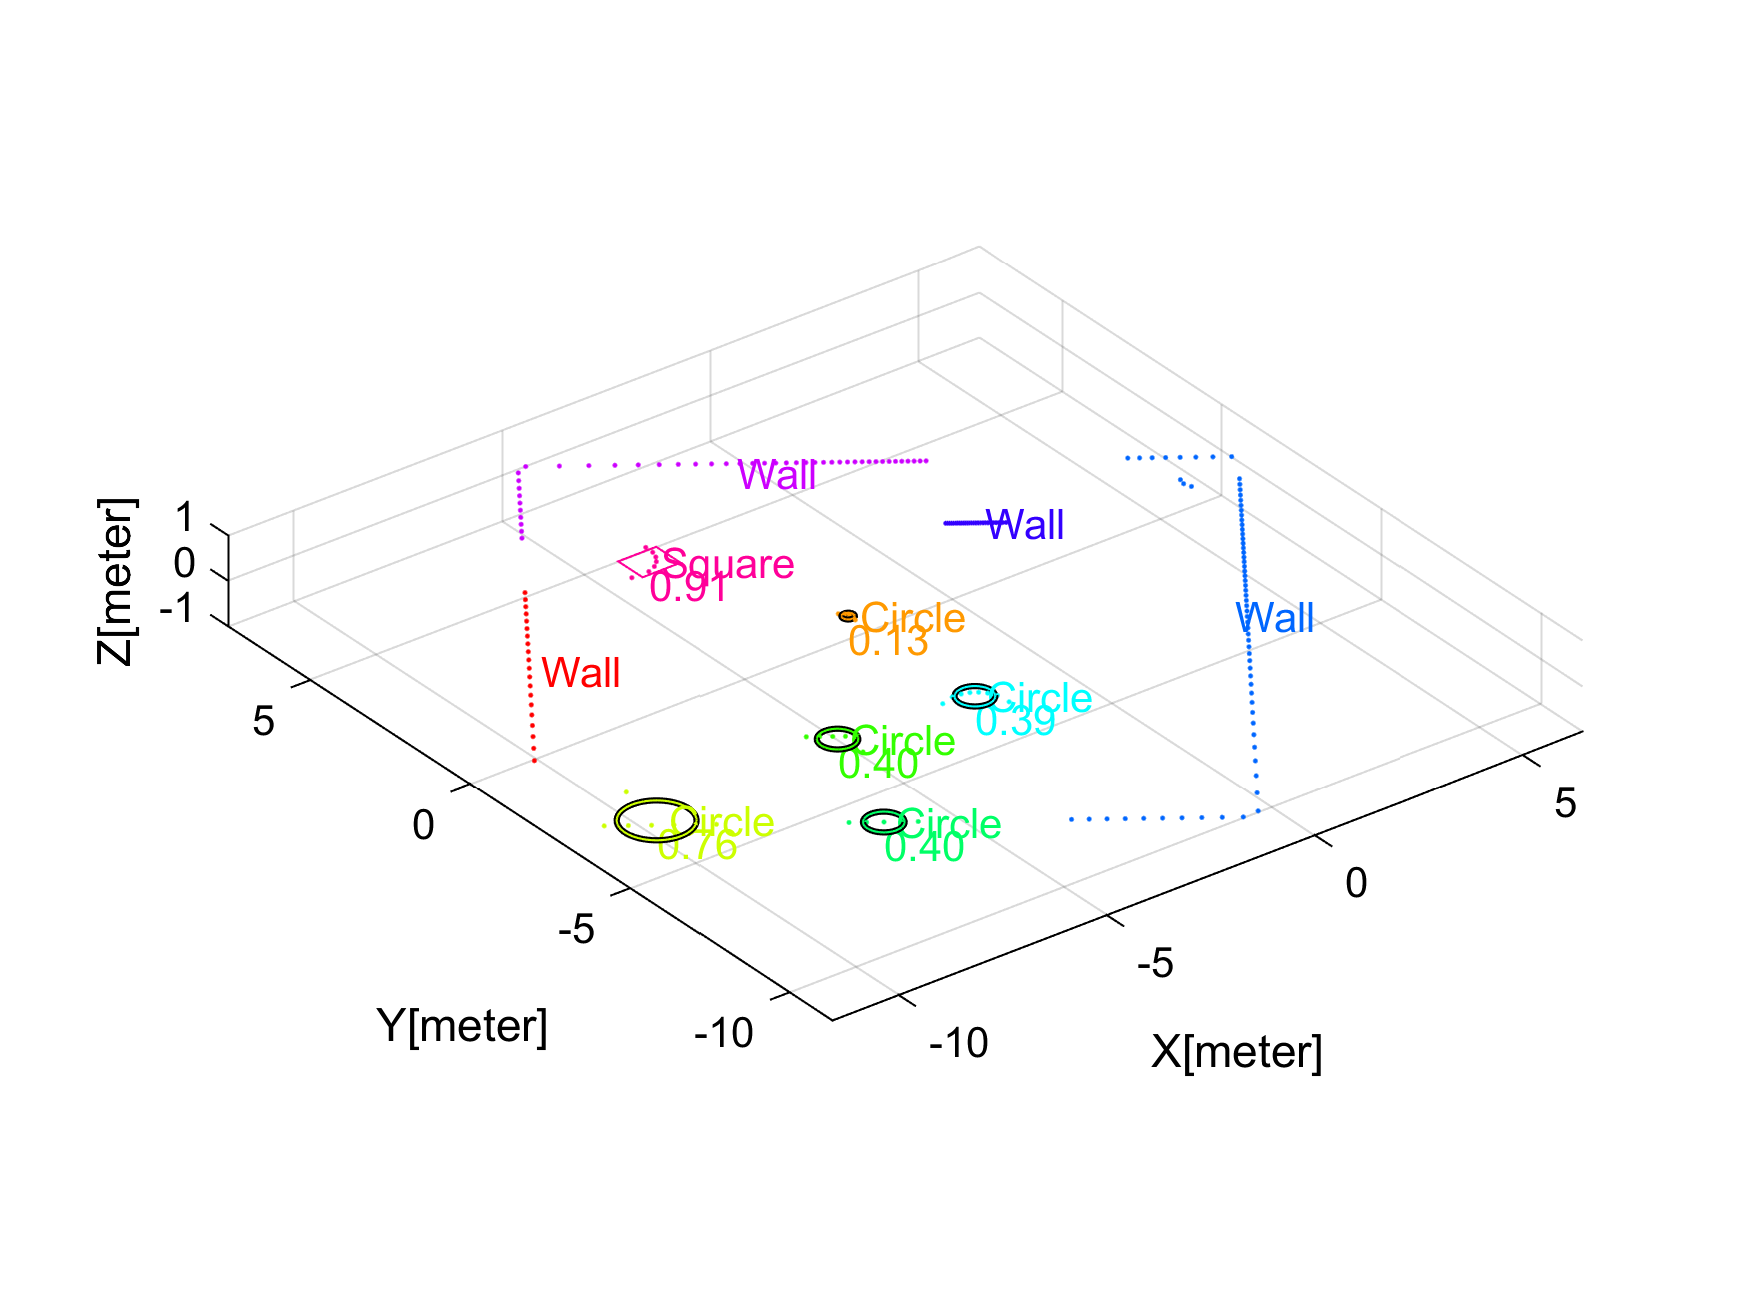 Wall
Wall
Square
0.91
Circle
0.13
Wall
Wall
Circle
0.39
Circle
0.40
Circle
0.76
Circle
0.40
1
0
-1
Z[meter]
5
0
-5
-10
Y[meter]
5
0
-5
-10
X[meter]